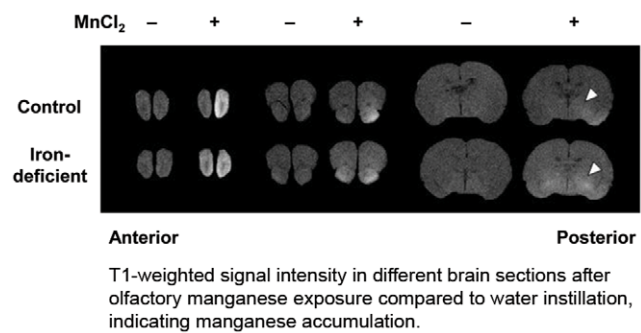 MnCl₂ – + – + – +
Control
Iron-
deficient
Anterior Posterior
T1-weighted signal intensity in different brain sections after
olfactory manganese exposure compared to water instillation,
indicating manganese accumulation.